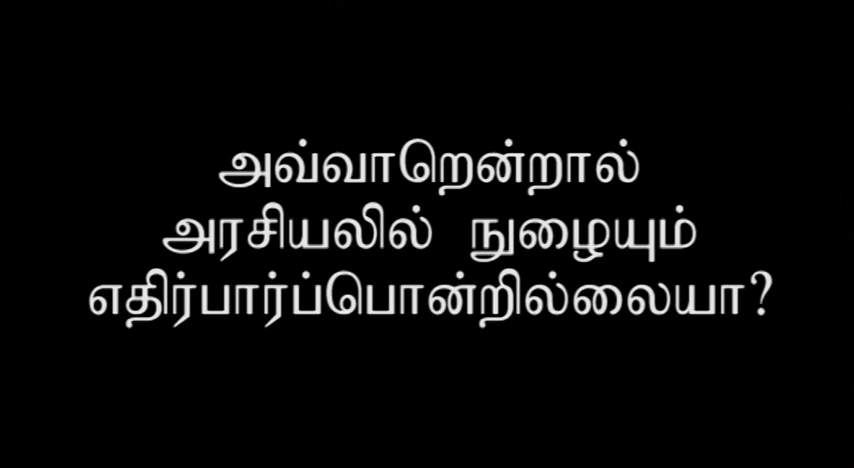 அவ்வாறென்றால்
அரசியலில் நுழையும்
எதிர்பார்ப்பொன்றில்லையா?